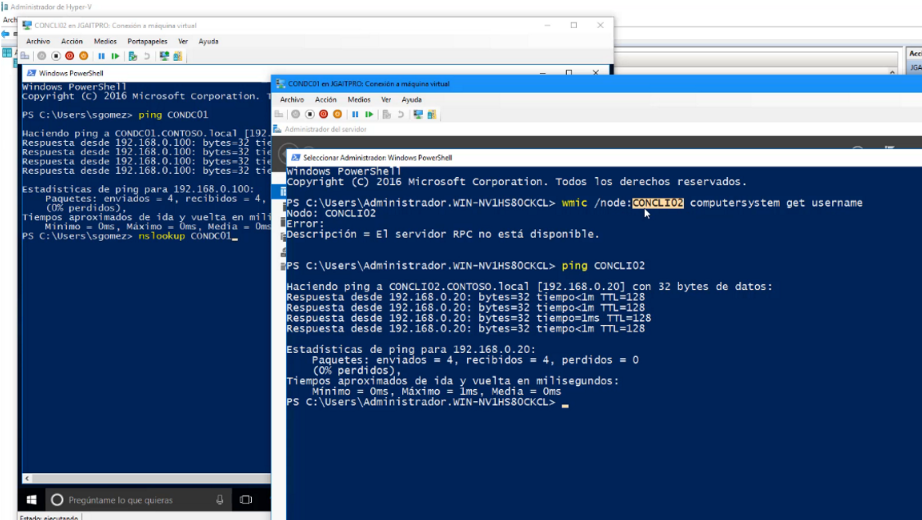 Administrador de Hyper-V
CONCLI02 en JGAITPRO: Conexión a máquina virtual
Archivo Acción Medios Portapapeles Ver Ayuda
Windows PowerShell
Windows PowerShell
Copyright (C) 2016 Microsoft Corporation.
PS C:\Users\sgomez> ping CONDC01
Haciendo ping a CONDC01.CONTOSO.local [192.
Respuesta desde 192.168.0.100: bytes=32 tie
Respuesta desde 192.168.0.100: bytes=32 tie
Respuesta desde 192.168.0.100: bytes=32 tie
Respuesta desde 192.168.0.100: bytes=32 tie
Estadísticas de ping para 192.168.0.100:
Paquetes: enviados = 4, recibidos = 4,
(0% perdidos),
Tiempos aproximados de ida y vuelta en mili
Mínimo = 0ms, Máximo = 1ms, Media = 0ms
PS C:\Users\sgomez> nslookup CONDC01
Pregúntame lo que quieras
Estado: ejecutando
CONDC01 en JGAITPRO: Conexión a máquina virtual
Archivo Acción Medios Ver Ayuda
Administrador del servidor
Seleccionar Administrador: Windows PowerShell
Windows PowerShell
Copyright (C) 2016 Microsoft Corporation. Todos los derechos reservados.
PS C:\Users\Administrador.WIN-NV1HS80CKCL> wmic /node:CONCLI02 computersystem get username
Nodo: CONCLI02
Error:
Descripción = El servidor RPC no está disponible.
PS C:\Users\Administrador.WIN-NV1HS80CKCL> ping CONCLI02
Haciendo ping a CONCLI02.CONTOSO.local [192.168.0.20] con 32 bytes de datos:
Respuesta desde 192.168.0.20: bytes=32 tiempo<1m TTL=128
Respuesta desde 192.168.0.20: bytes=32 tiempo<1m TTL=128
Respuesta desde 192.168.0.20: bytes=32 tiempo=1ms TTL=128
Respuesta desde 192.168.0.20: bytes=32 tiempo<1m TTL=128
Estadísticas de ping para 192.168.0.20:
Paquetes: enviados = 4, recibidos = 4, perdidos = 0
(0% perdidos),
Tiempos aproximados de ida y vuelta en milisegundos:
Mínimo = 0ms, Máximo = 1ms, Media = 0ms
PS C:\Users\Administrador.WIN-NV1HS80CKCL>